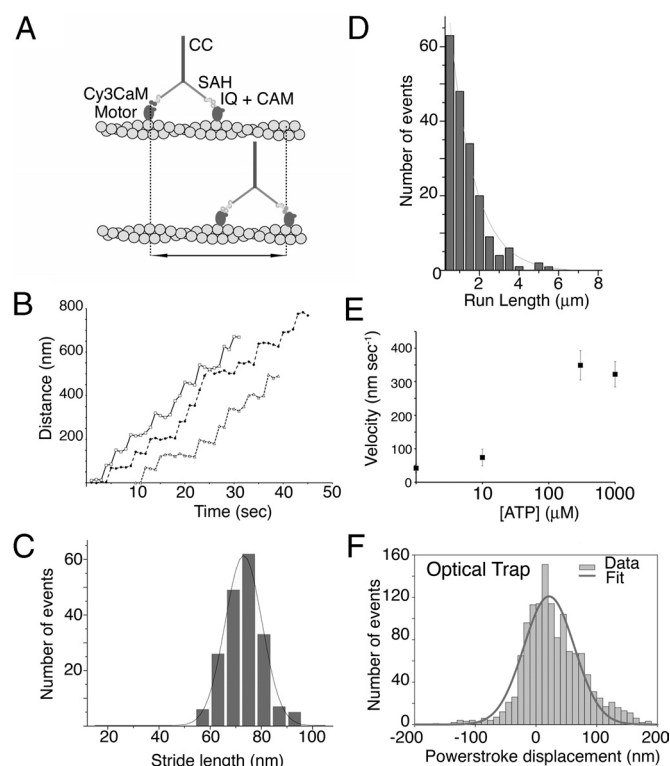 A
CC
SAH
Cy3CaM
Motor
IQ + CAM
B
800
600
400
200
Distance (nm)
0 10 20 30 40 50
Time (sec)
C
60
40
20
Number of events
20 40 60 80 100
Stride length (nm)
D
60
40
20
0
Number of events
2 4 6 8
Run Length (μm)
E
400
300
200
100
0
Velocity (nm sec⁻¹)
10 100 1000
[ATP] (μM)
F
Optical Trap
Data
Fit
160
120
80
40
0
Number of events
-200 -100 0 100 200
Powerstroke displacement (nm)